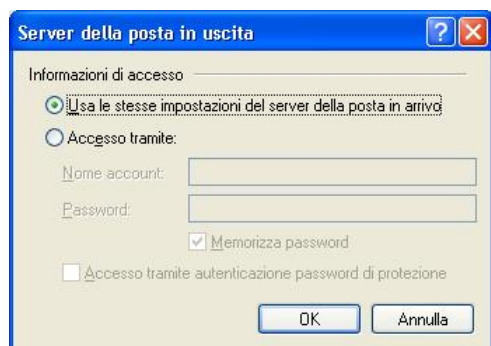 Server della posta in uscita
Informazioni di accesso
Usa le stesse impostazioni del server della posta in arrivo
Accesso tramite:
Nome account:
Password:
Memorizza password
Accesso tramite autenticazione password di protezione
OK Annulla